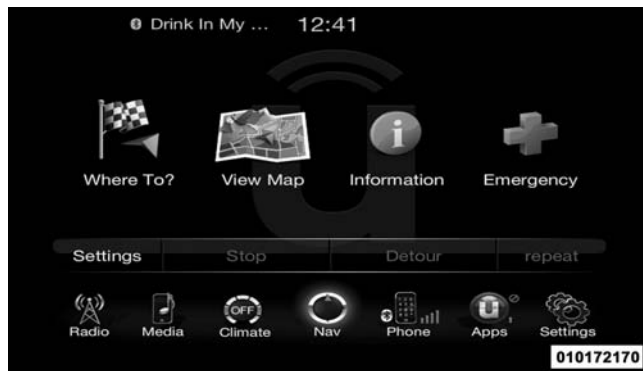 Drink In My ... 12:41
Where To? View Map Information Emergency
Settings Stop Detour repeat
OFF
Radio Media Climate Nav Phone Apps Settings
010172170